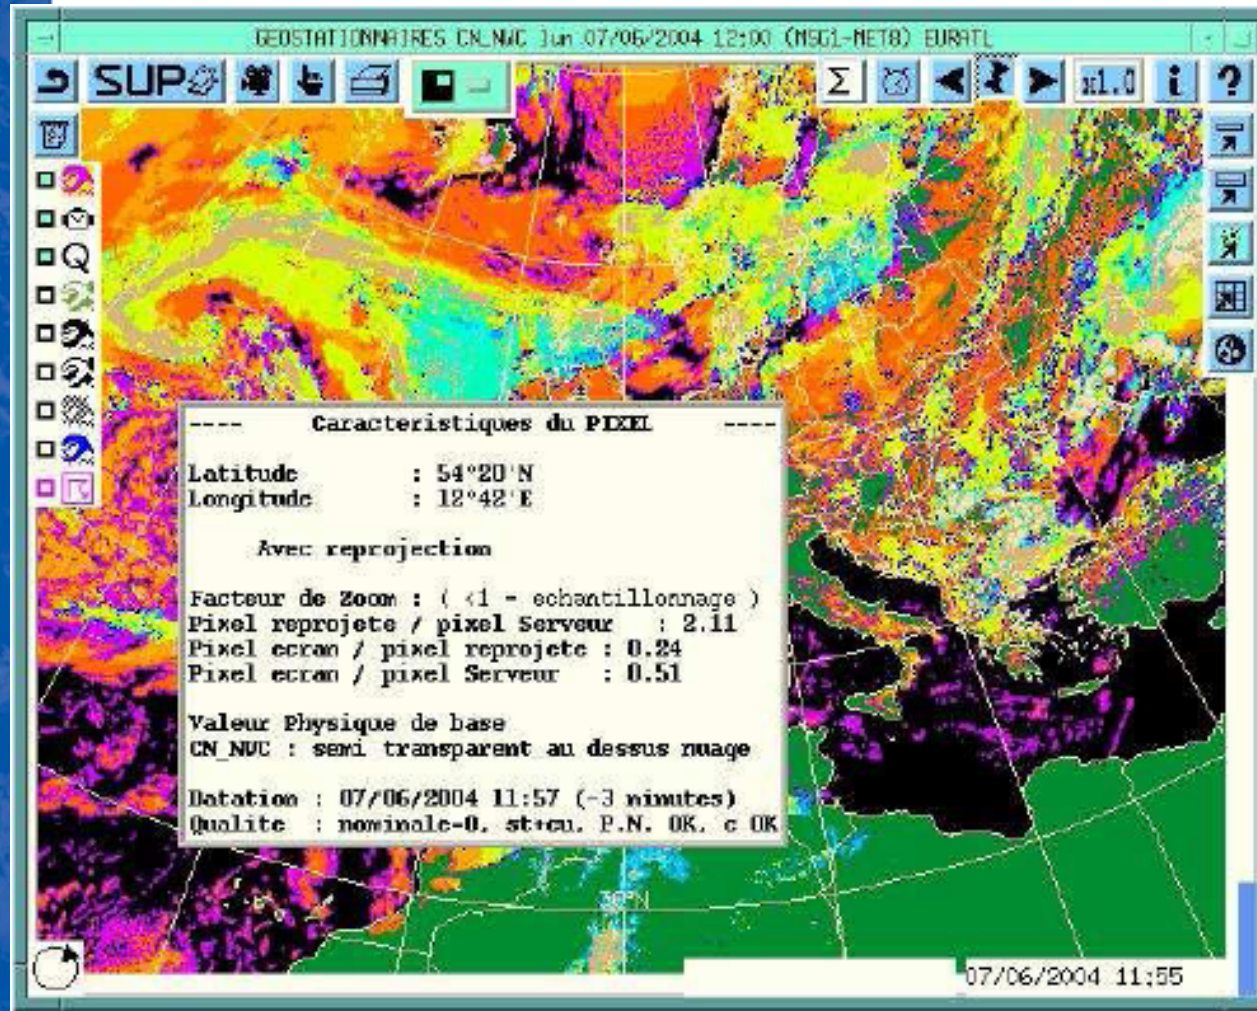 GEOSTATIONNAIRES CN_NWC lun 07/06/2004 12:00 (MSG1-MET8) EURATL
SUP
Σ
x1.0
i
?
Q
---- Caracteristiques du PIXEL ----
Latitude : 54°20'N
Longitude : 12°42'E
Avec reprojection
Facteur de Zoom : ( <1 = echantillonnage )
Pixel reprojete / pixel Serveur : 2.11
Pixel ecran / pixel reprojete : 0.24
Pixel ecran / pixel Serveur : 0.51
Valeur Physique de base
CN_NWC : semi transparent au dessus nuage
Datation : 07/06/2004 11:57 (-3 minutes)
Qualite : nominale-0, st+cu, P.N. OK, c OK
07/06/2004 11:55